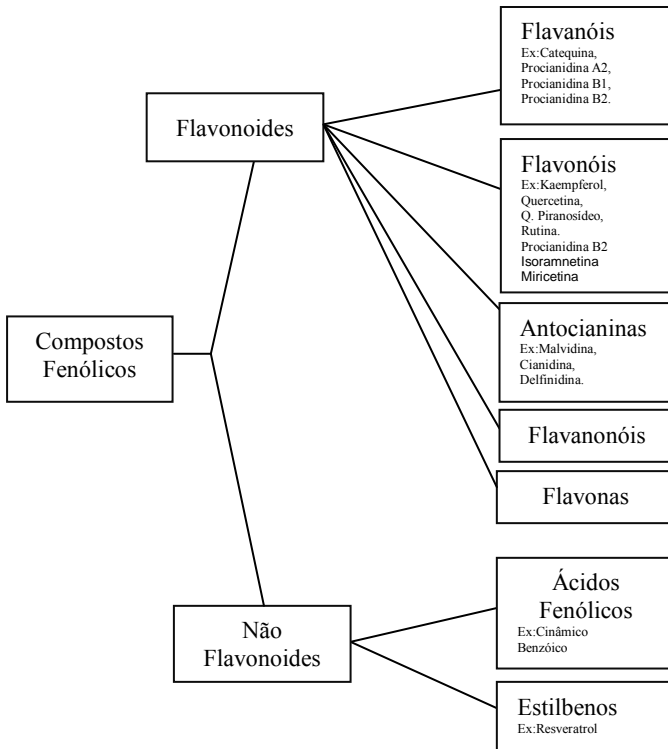 Flavanóis
Ex:Catequina,
Procianidina A2,
Procianidina B1,
Procianidina B2.
Flavonoides
Flavonóis
Ex:Kaempferol,
Quercetina,
Q. Piranosídeo,
Rutina.
Procianidina B2
Isoramnetina
Miricetina
Antocianinas
Ex:Malvidina,
Cianidina,
Delfinidina.
Compostos
Fenólicos
Flavanonóis
Flavonas
Ácidos
Fenólicos
Ex:Cinâmico
Benzóico
Não
Flavonoides
Estilbenos
Ex:Resveratrol